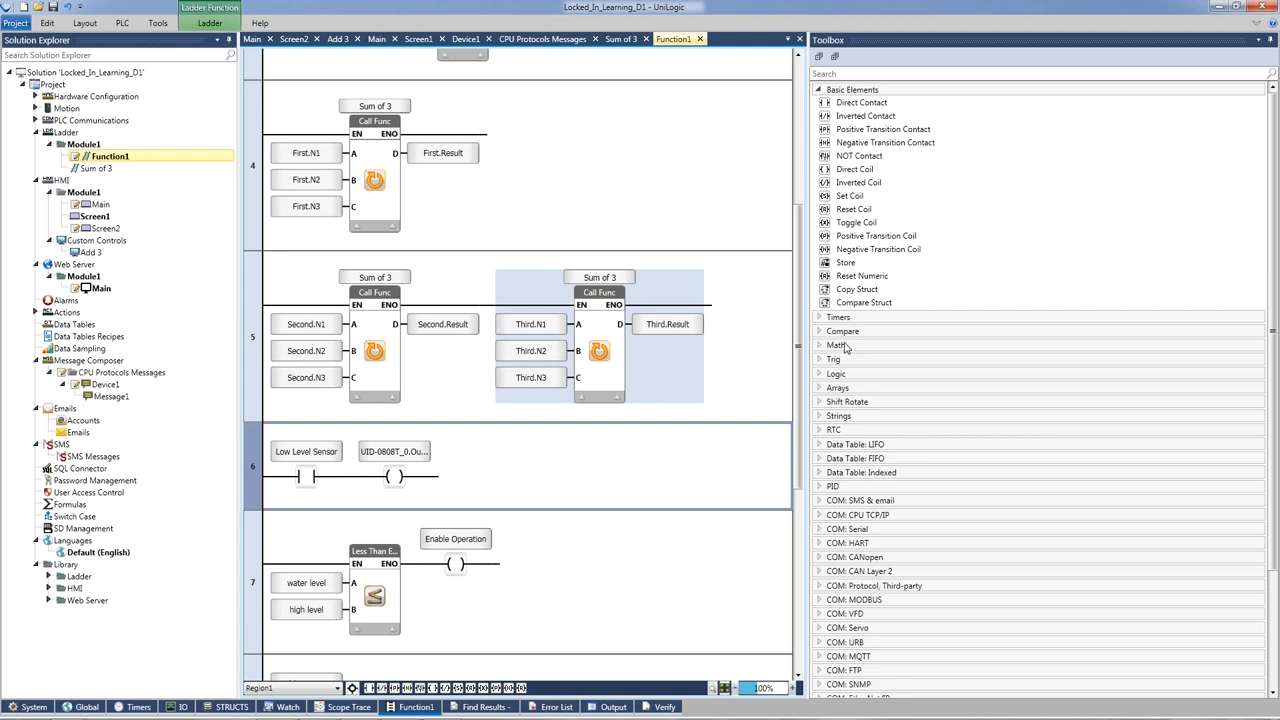 Ladder Function
Locked_In_Learning_D1* - UniLogic
Project
Edit
Layout
PLC
Tools
Ladder
Help
Solution Explorer
Search Solution Explorer
Solution 'Locked_In_Learning_D1'
Project
Hardware Configuration
Motion
PLC Communications
Ladder
Module1
Function1
Sum of 3
HMI
Module1
Main
Screen1
Screen2
Custom Controls
Add 3
Web Server
Module1
Main
Alarms
Actions
Data Tables
Data Tables Recipes
Data Sampling
Message Composer
CPU Protocols Messages
Device1
Message1
Emails
Accounts
Emails
SMS
SMS Messages
SQL Connector
Password Management
User Access Control
Formulas
Switch Case
SD Management
Languages
Default (English)
Library
Ladder
HMI
Web Server
Main
Screen2
Add 3
Main
Screen1
Device1
CPU Protocols Messages
Sum of 3
Function1
4
Sum of 3
Call Func
EN ENO
First.N1 A D First.Result
First.N2 B
First.N3 C
5
Sum of 3 Sum of 3
Call Func Call Func
EN ENO EN ENO
Second.N1 A D Second.Result Third.N1 A D Third.Result
Second.N2 B Third.N2 B
Second.N3 C Third.N3 C
6
Low Level Sensor UID-0808T_0.Ou...
7
Enable Operation
Less Than E...
EN ENO
water level A
high level B
Region1
100%
Toolbox
Search
Basic Elements
Direct Contact
Inverted Contact
Positive Transition Contact
Negative Transition Contact
NOT Contact
Direct Coil
Inverted Coil
Set Coil
Reset Coil
Toggle Coil
Positive Transition Coil
Negative Transition Coil
Store
Reset Numeric
Copy Struct
Compare Struct
Timers
Compare
Math
Trig
Logic
Arrays
Shift Rotate
Strings
RTC
Data Table: LIFO
Data Table: FIFO
Data Table: Indexed
PID
COM: SMS & email
COM: CPU TCP/IP
COM: Serial
COM: HART
COM: CANopen
COM: CAN Layer 2
COM: Protocol, Third-party
COM: MODBUS
COM: VFD
COM: Servo
COM: URB
COM: MQTT
COM: FTP
COM: SNMP
System
Global
Timers
IO
STRUCTS
Watch
Scope Trace
Function1
Find Results -
Error List
Output
Verify